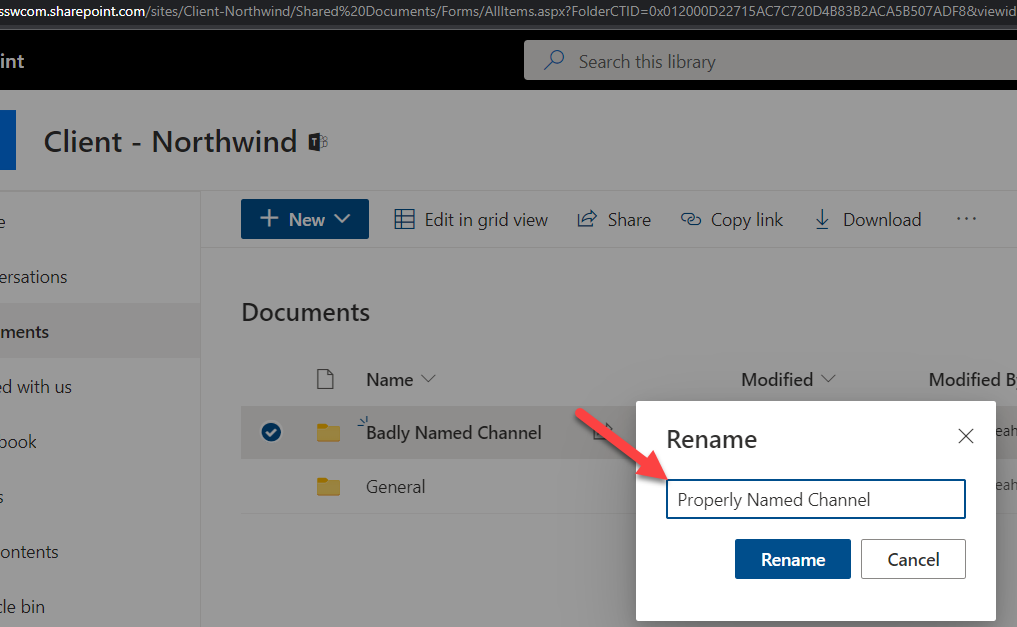 sswcom.sharepoint.com/sites/Client-Northwind/Shared%20Documents/Forms/AllItems.aspx?FolderCTID=0x012000D22715AC7C720D4B83B2ACA5B507ADF8&viewid
int
Search this library
Client - Northwind
+ New
Edit in grid view
Share
Copy link
Download
...
e
ersations
ments
ed with us
book
s
ontents
cle bin
Documents
Name
Modified
Modified B
Badly Named Channel
eah
General
eah
Rename
Properly Named Channel
Rename
Cancel